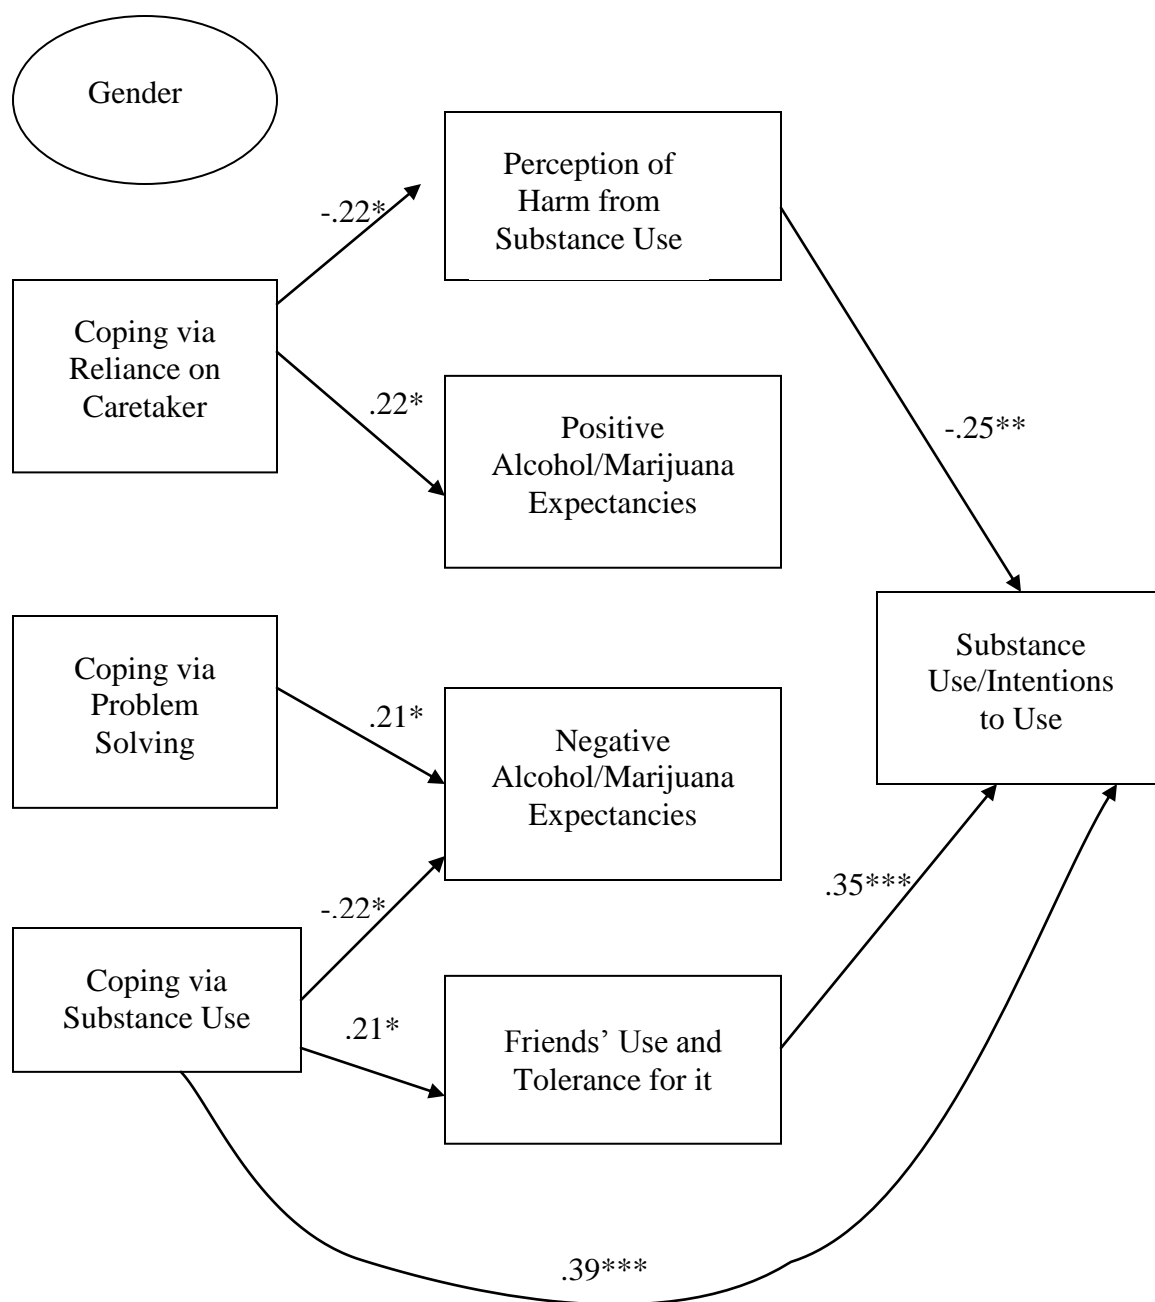 Gender
Perception of
Harm from
Substance Use
-.22*
Coping via
Reliance on
Caretaker
.22*
Positive
Alcohol/Marijuana
Expectancies
-.25**
Substance
Use/Intentions
to Use
Coping via
Problem
Solving
.21*
Negative
Alcohol/Marijuana
Expectancies
-.22*
.35***
Coping via
Substance Use
.21*
Friends’ Use and
Tolerance for it
.39***